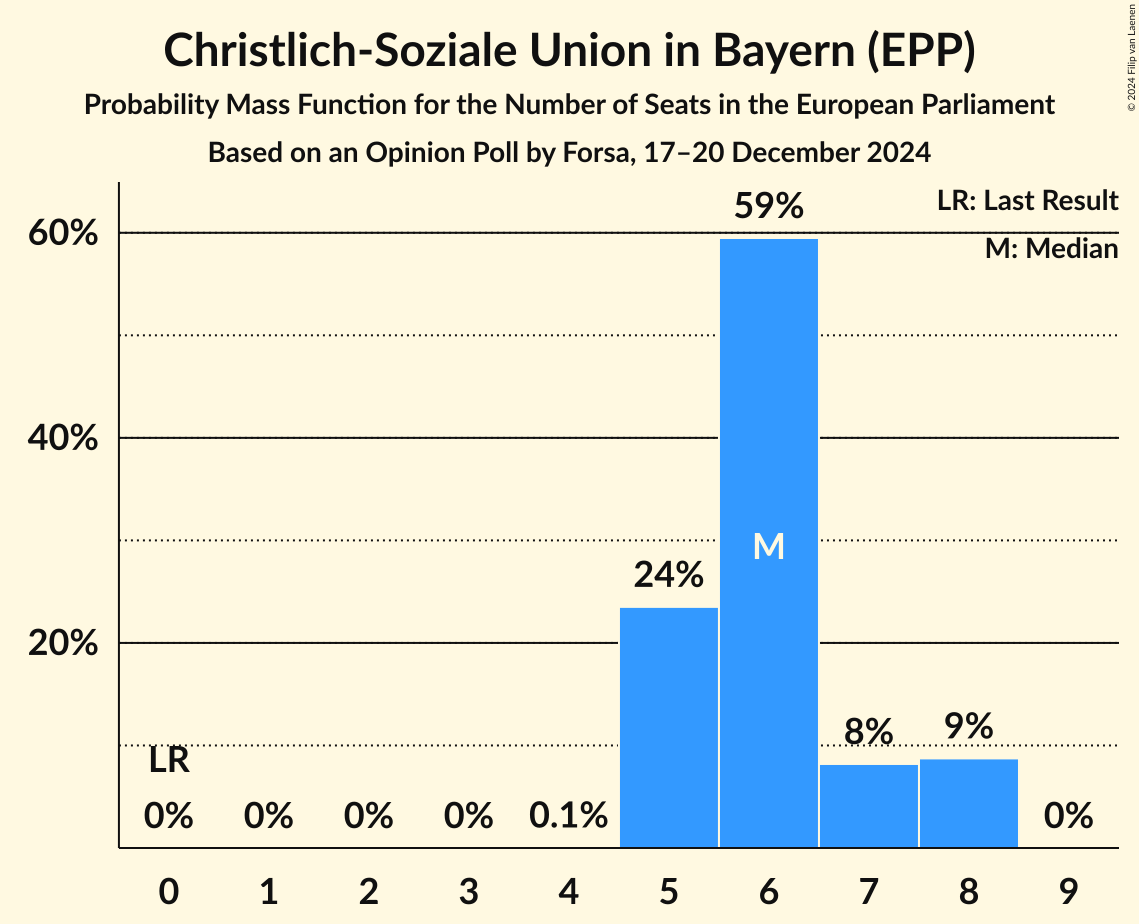 Christlich-Soziale Union in Bayern (EPP)
Probability Mass Function for the Number of Seats in the European Parliament
Based on an Opinion Poll by Forsa, 17–20 December 2024
© 2024 Filip van Laenen
LR: Last Result
M: Median
60%
40%
20%
59%
M
24%
8%
9%
LR
0%
0%
0%
0%
0.1%
0%
0 1 2 3 4 5 6 7 8 9